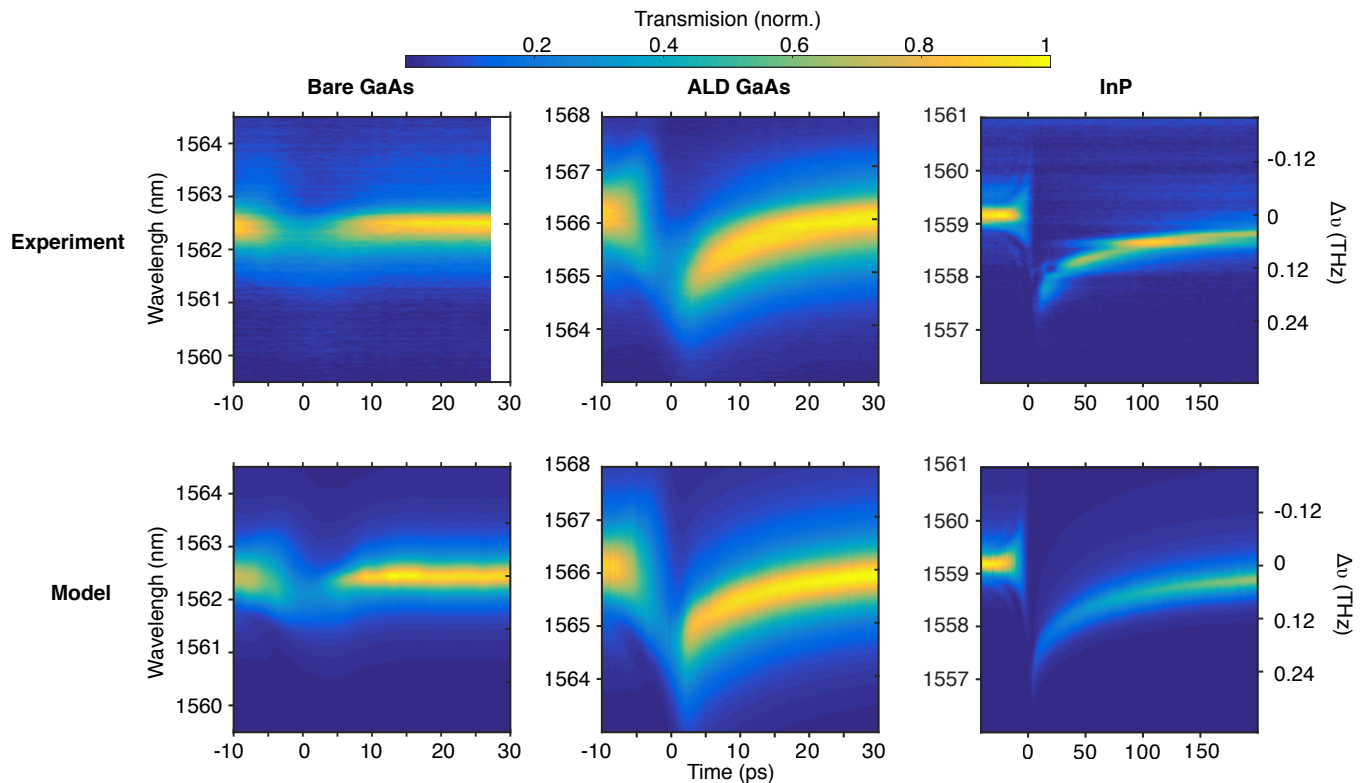 Transmision (norm.)
0.2 0.4 0.6 0.8 1
Bare GaAs ALD GaAs InP
Experiment
Wavelengh (nm)
1564
1563
1562
1561
1560
-10 0 10 20 30
1568
1567
1566
1565
1564
-10 0 10 20 30
1561
1560
1559
1558
1557
0 50 100 150
-0.12
0
0.12
0.24
Δυ (THz)
Model
Wavelengh (nm)
1564
1563
1562
1561
1560
-10 0 10 20 30
1568
1567
1566
1565
1564
-10 0 10 20 30
1561
1560
1559
1558
1557
0 50 100 150
-0.12
0
0.12
0.24
Δυ (THz)
Time (ps)